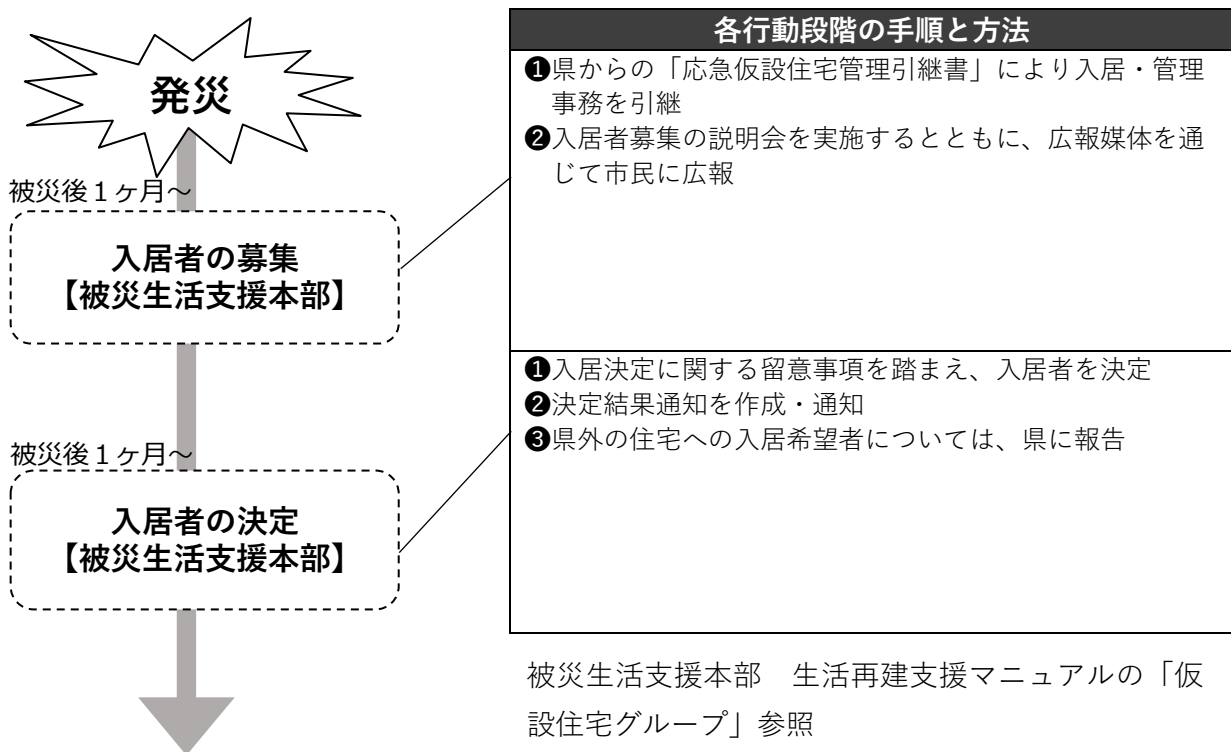 発災
被災後１ヶ月～
入居者の募集
【被災生活支援本部】
被災後１ヶ月～
入居者の決定
【被災生活支援本部】
各行動段階の手順と方法
❶県からの「応急仮設住宅管理引継書」により入居・管理
事務を引継
❷入居者募集の説明会を実施するとともに、広報媒体を通
じて市民に広報
❶入居決定に関する留意事項を踏まえ、入居者を決定
❷決定結果通知を作成・通知
❸県外の住宅への入居希望者については、県に報告
被災生活支援本部　生活再建支援マニュアルの「仮
設住宅グループ」参照